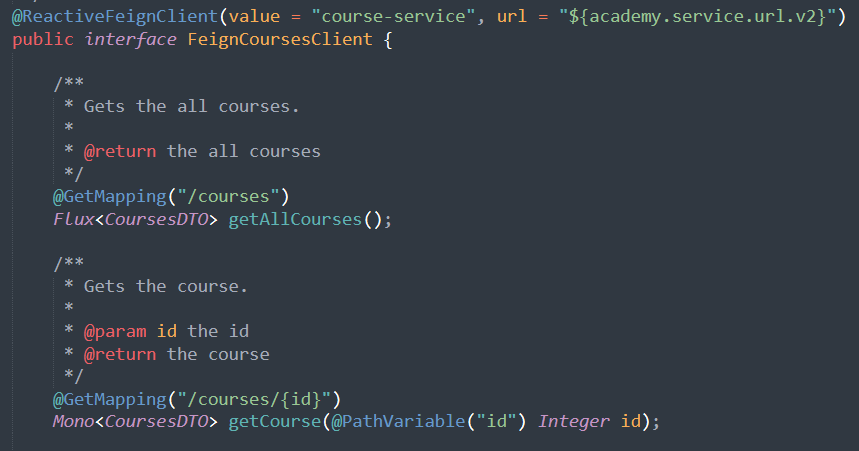 @ReactiveFeignClient(value = "course-service", url = "${academy.service.url.v2}")
public interface FeignCoursesClient {
/**
* Gets the all courses.
*
* @return the all courses
*/
@GetMapping("/courses")
Flux<CoursesDTO> getAllCourses();
/**
* Gets the course.
*
* @param id the id
* @return the course
*/
@GetMapping("/courses/{id}")
Mono<CoursesDTO> getCourse(@PathVariable("id") Integer id);